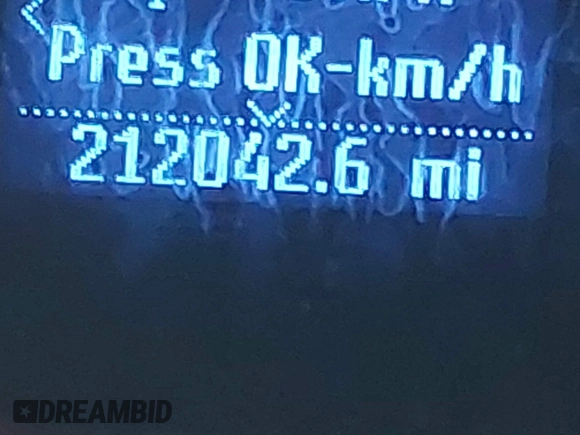 Press OK-km/h
212042.6 mi
DREAMBID